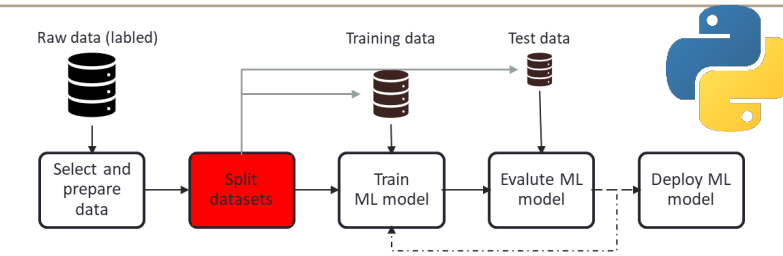 Raw data (labled)
Training data
Test data
Select and
prepare
data
Split
datasets
Train
ML model
Evalute ML
model
Deploy ML
model